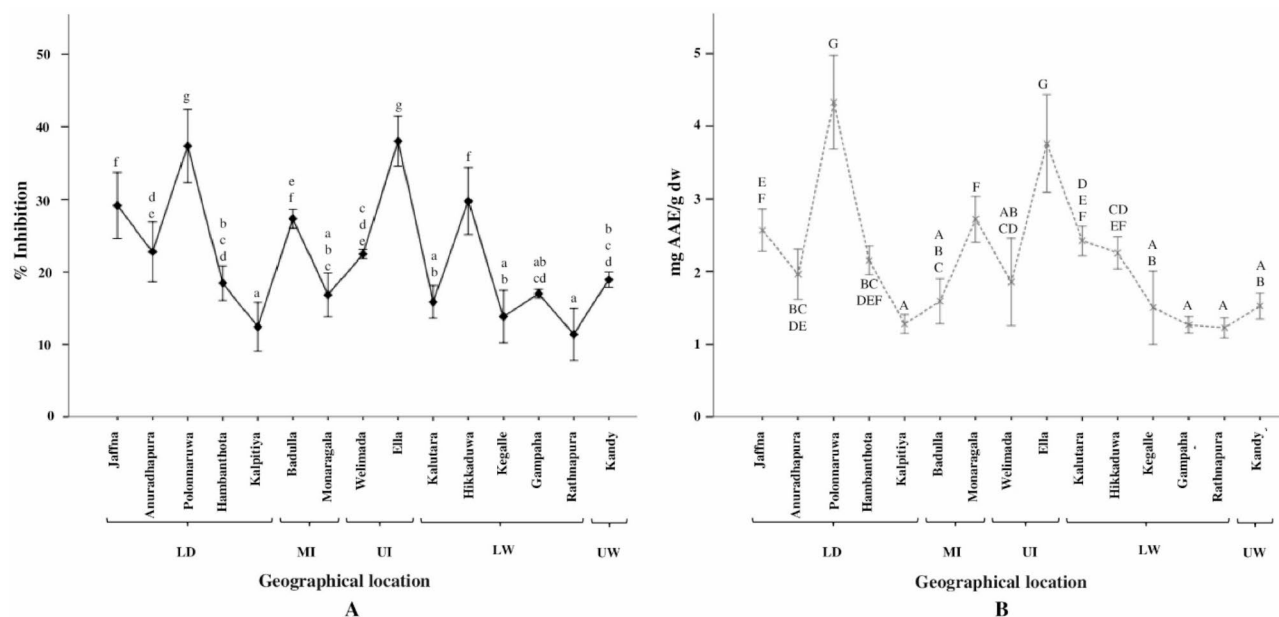 50
40
30
20
10
0
% Inhibition
f
d
e
g
b
c
d
a
e
f
a
b
c
c
d
e
g
a
b
f
a
b
ab
cd
a
b
c
d
Jaffna
Anuradhapura
Polonnaruwa
Hambanthota
Kalpitiya
Badulla
Monaragala
Welimada
Ella
Kalutara
Hikkaduwa
Kegalle
Gampaha
Rathnapura
Kandy
LD MI UI LW UW
Geographical location
A
5
4
3
2
1
0
mg AAE/g dw
E
F
BC
DE
G
BC
DEF
A
A
B
C
F
AB
CD
G
D
E
F
CD
EF
A
B
A
A
A
B
Jaffna
Anuradhapura
Polonnaruwa
Hambanthota
Kalpitiya
Badulla
Monaragala
Welimada
Ella
Kalutara
Hikkaduwa
Kegalle
Gampaha
Rathnapura
Kandy
LD MI UI LW UW
Geographical location
B